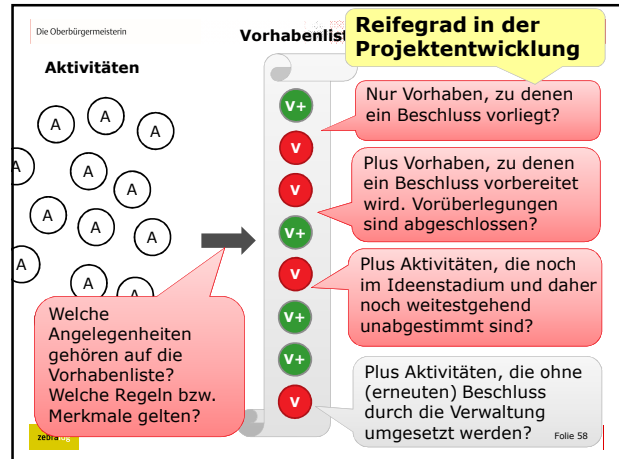 Die Oberbürgermeisterin
Vorhabenlist
Reifegrad in der
Projektentwicklung
Aktivitäten
A
A
A
A
A
A
A
A
A
A
A
A
A
V+
V
V
V+
V
V+
V+
V
Nur Vorhaben, zu denen
ein Beschluss vorliegt?
Plus Vorhaben, zu denen
ein Beschluss vorbereitet
wird. Vorüberlegungen
sind abgeschlossen?
Plus Aktivitäten, die noch
im Ideenstadium und daher
noch weitestgehend
unabgestimmt sind?
Welche
Angelegenheiten
gehören auf die
Vorhabenliste?
Welche Regeln bzw.
Merkmale gelten?
Plus Aktivitäten, die ohne
(erneuten) Beschluss
durch die Verwaltung
umgesetzt werden?
zebralog
Folie 58